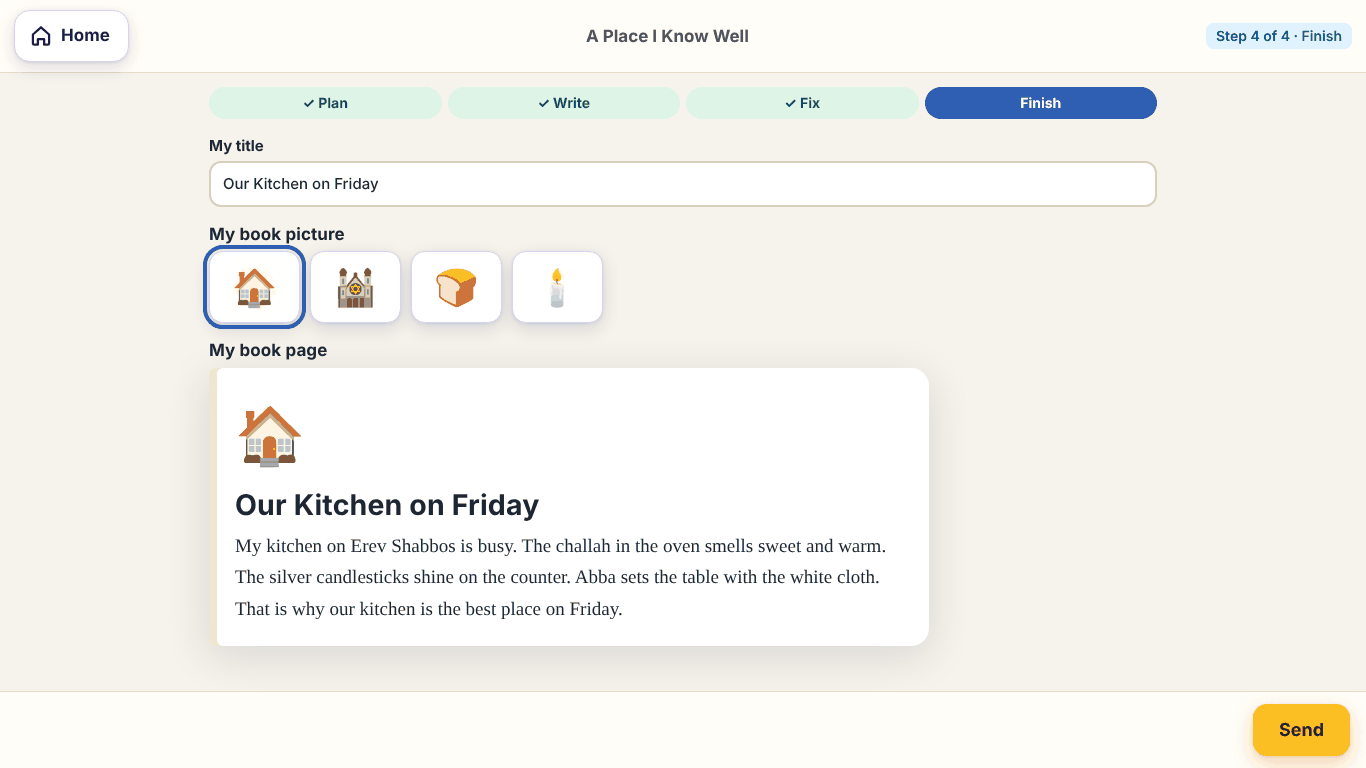 Home
A Place I Know Well
Step 4 of 4 · Finish
✓ Plan
✓ Write
✓ Fix
Finish
My title
Our Kitchen on Friday
My book picture
My book page
Our Kitchen on Friday
My kitchen on Erev Shabbos is busy. The challah in the oven smells sweet and warm.
The silver candlesticks shine on the counter. Abba sets the table with the white cloth.
That is why our kitchen is the best place on Friday.
Send